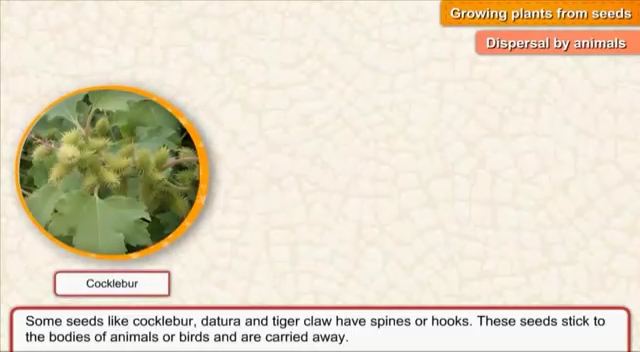 Growing plants from seeds
Dispersal by animals
Cocklebur
Some seeds like cocklebur, datura and tiger claw have spines or hooks. These seeds stick to
the bodies of animals or birds and are carried away.